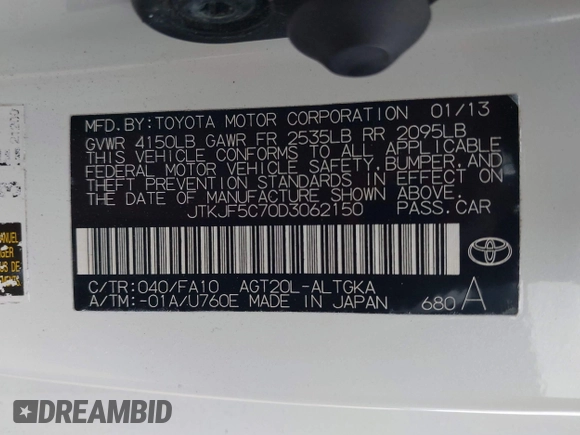 MFD.BY:TOYOTA MOTOR CORPORATION 01/13
GVWR 4150LB GAWR FR 2535LB RR 2095LB
THIS VEHICLE CONFORMS TO ALL APPLICABLE
FEDERAL MOTOR VEHICLE SAFETY,BUMPER,AND
THEFT PREVENTION STANDARDS IN EFFECT ON
THE DATE OF MANUFACTURE SHOWN ABOVE.
JTKJF5C70D3062150 PASS.CAR
C/TR:040/FA10 AGT20L-ALTGKA
A/TM:-01A/U760E MADE IN JAPAN 680 A
TOYOTA
DREAMBID